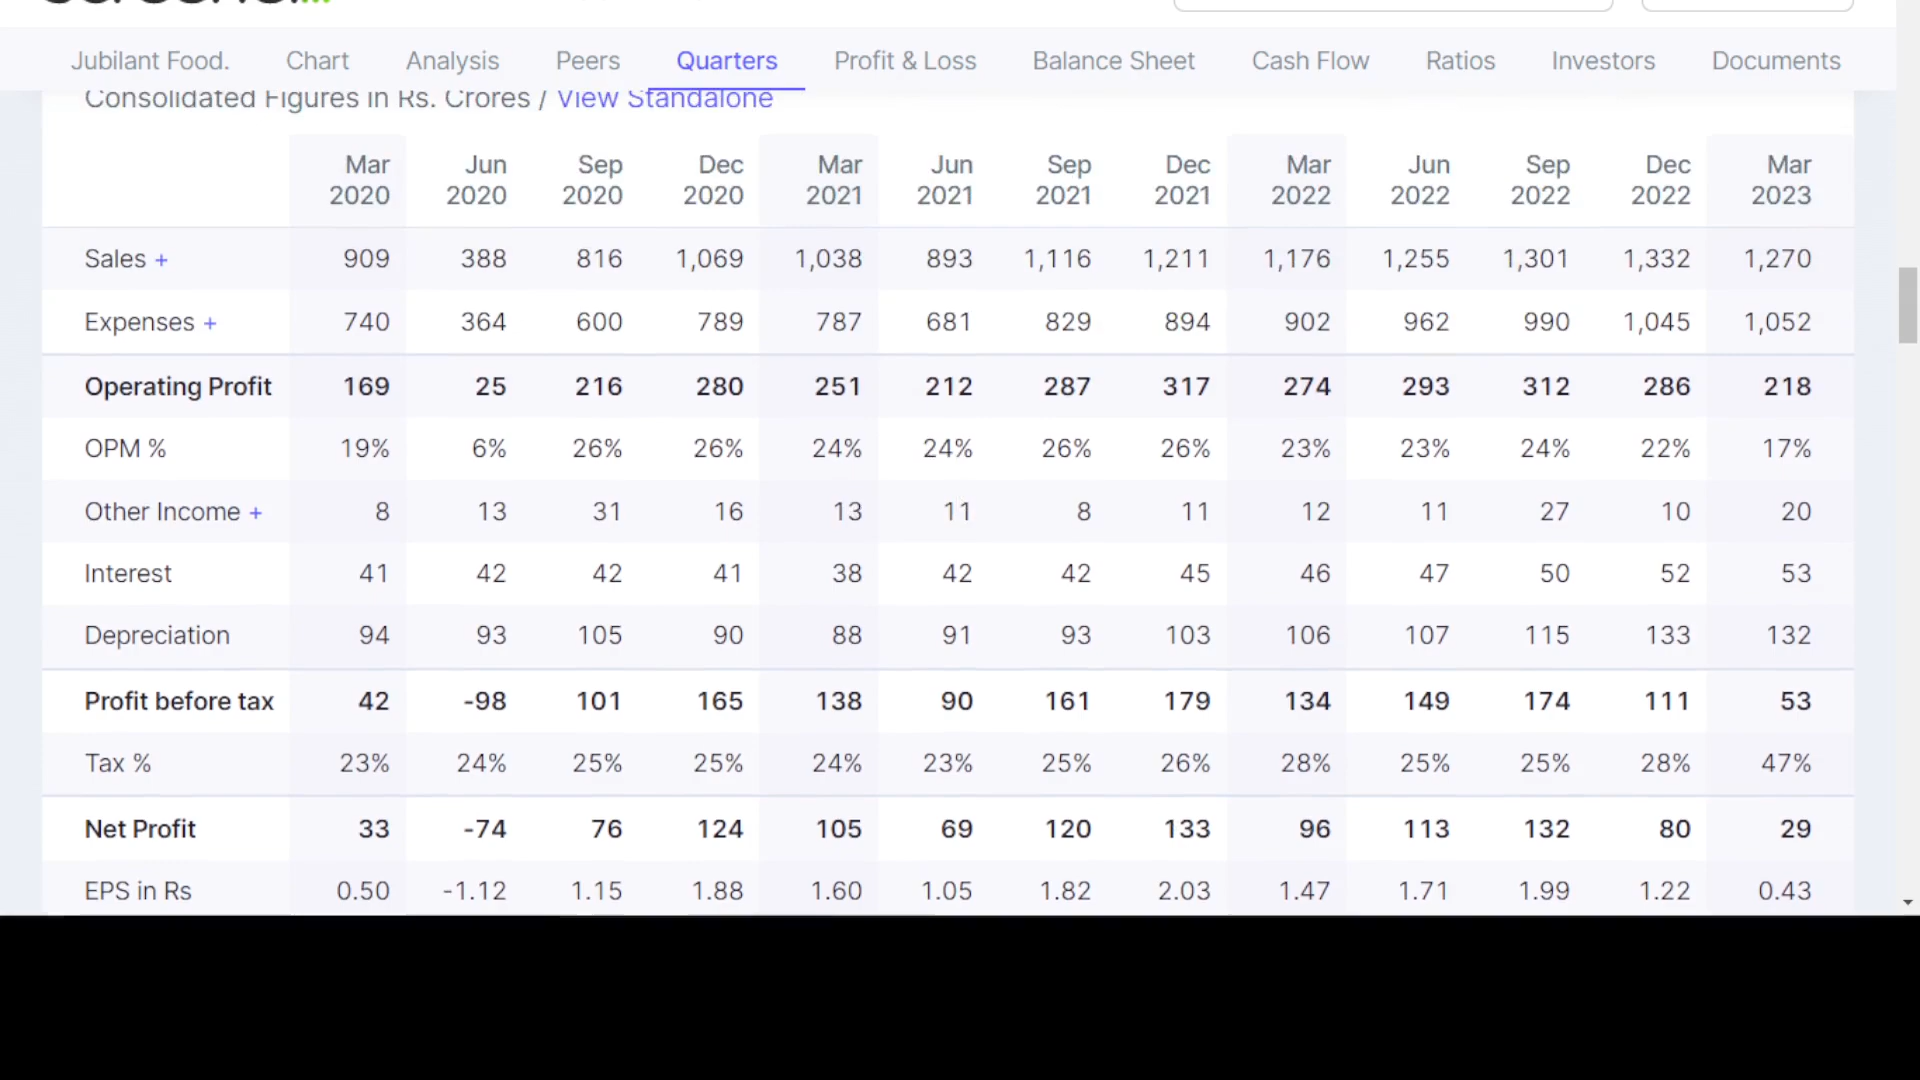 Jubilant Food. Chart Analysis Peers Quarters Profit & Loss Balance Sheet Cash Flow Ratios Investors Documents
Consolidated Figures in Rs. Crores / View Standalone
Mar 2020 Jun 2020 Sep 2020 Dec 2020 Mar 2021 Jun 2021 Sep 2021 Dec 2021 Mar 2022 Jun 2022 Sep 2022 Dec 2022 Mar 2023
Sales + 909 388 816 1,069 1,038 893 1,116 1,211 1,176 1,255 1,301 1,332 1,270
Expenses + 740 364 600 789 787 681 829 894 902 962 990 1,045 1,052
Operating Profit 169 25 216 280 251 212 287 317 274 293 312 286 218
OPM % 19% 6% 26% 26% 24% 24% 26% 26% 23% 23% 24% 22% 17%
Other Income + 8 13 31 16 13 11 8 11 12 11 27 10 20
Interest 41 42 42 41 38 42 42 45 46 47 50 52 53
Depreciation 94 93 105 90 88 91 93 103 106 107 115 133 132
Profit before tax 42 -98 101 165 138 90 161 179 134 149 174 111 53
Tax % 23% 24% 25% 25% 24% 23% 25% 26% 28% 25% 25% 28% 47%
Net Profit 33 -74 76 124 105 69 120 133 96 113 132 80 29
EPS in Rs 0.50 -1.12 1.15 1.88 1.60 1.05 1.82 2.03 1.47 1.71 1.99 1.22 0.43